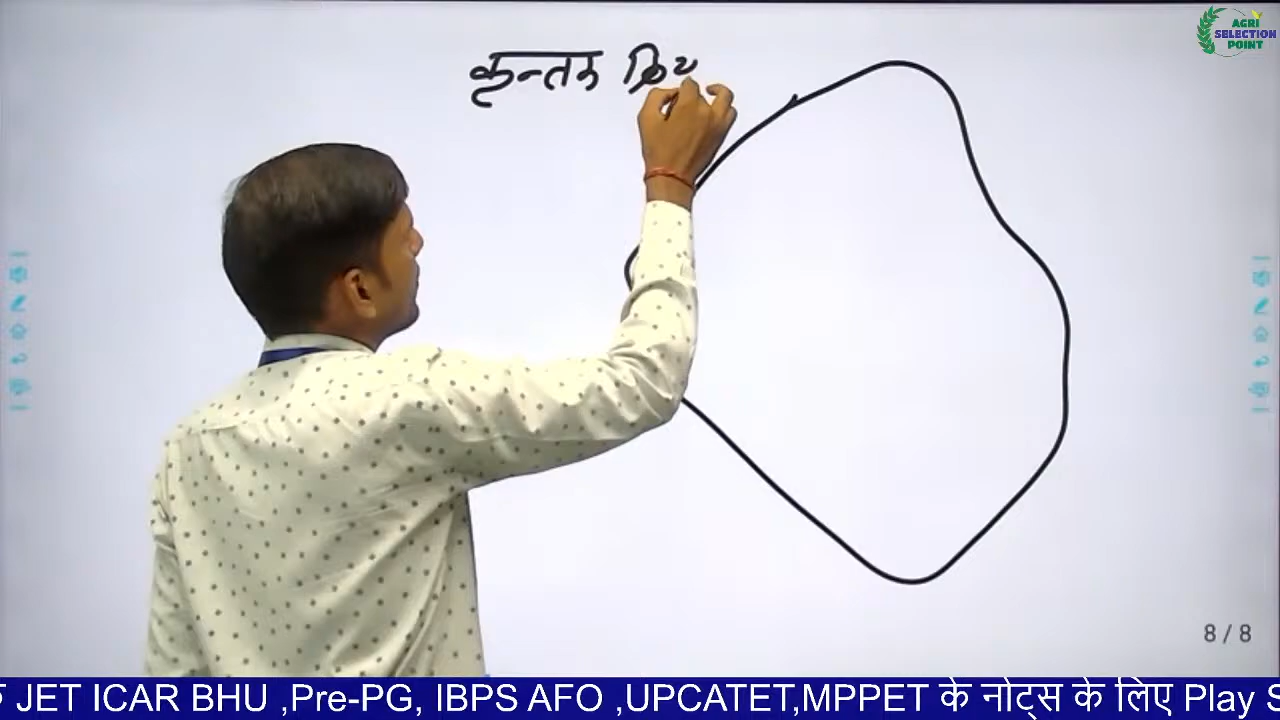 कृन्तक क्रि
AGRI
SELECTION
POINT
8 / 8
JET ICAR BHU ,Pre-PG, IBPS AFO ,UPCATET,MPPET के नोट्स के लिए Play S